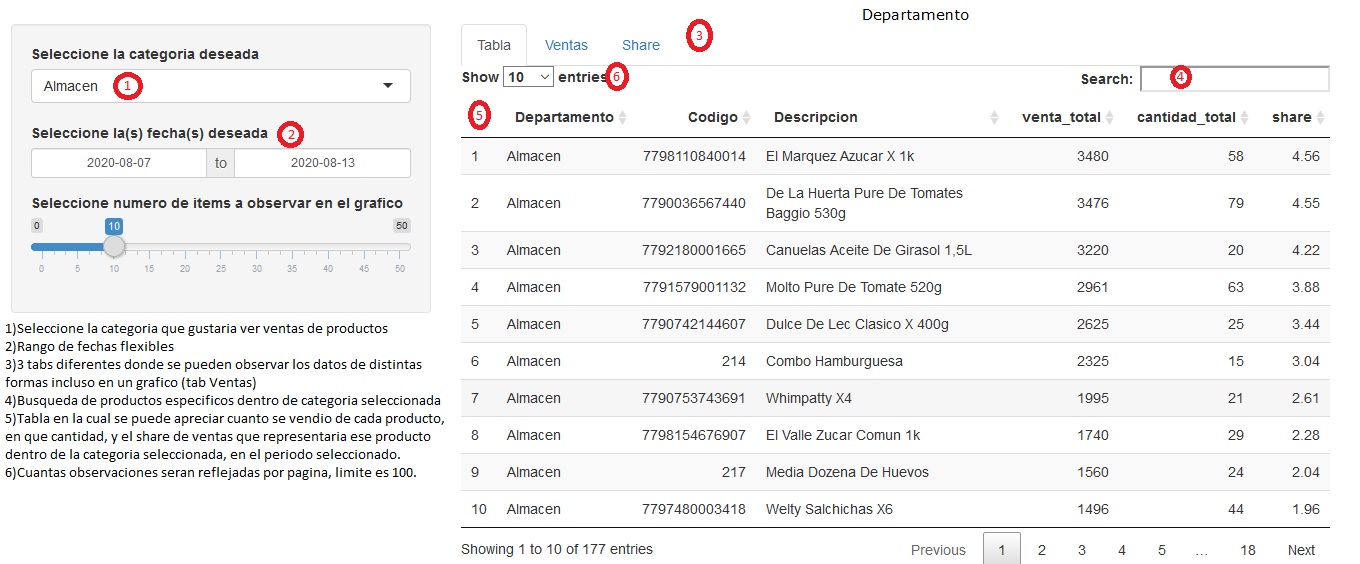 Departamento
Seleccione la categoria deseada
Almacen 1
Seleccione la(s) fecha(s) deseada 2
2020-08-07 to 2020-08-13
Seleccione numero de items a observar en el grafico
0 10 50
0 5 10 15 20 25 30 35 40 45 50
1)Seleccione la categoria que gustaria ver ventas de productos
2)Rango de fechas flexibles
3)3 tabs diferentes donde se pueden observar los datos de distintas
formas incluso en un grafico (tab Ventas)
4)Busqueda de productos especificos dentro de categoria seleccionada
5)Tabla en la cual se puede apreciar cuanto se vendio de cada producto,
en que cantidad, y el share de ventas que representaria ese producto
dentro de la categoria seleccionada, en el periodo seleccionado.
6)Cuantas observaciones seran reflejadas por pagina, limite es 100.
Tabla Ventas Share 3
Show 10 entries 6 Search: 4
5 Departamento Codigo Descripcion venta_total cantidad_total share
1 Almacen 7798110840014 El Marquez Azucar X 1k 3480 58 4.56
2 Almacen 7790036567440 De La Huerta Pure De Tomates
Baggio 530g 3476 79 4.55
3 Almacen 7792180001665 Canuelas Aceite De Girasol 1,5L 3220 20 4.22
4 Almacen 7791579001132 Molto Pure De Tomate 520g 2961 63 3.88
5 Almacen 7790742144607 Dulce De Lec Clasico X 400g 2625 25 3.44
6 Almacen 214 Combo Hamburguesa 2325 15 3.04
7 Almacen 7790753743691 Whimpatty X4 1995 21 2.61
8 Almacen 7798154676907 El Valle Zucar Comun 1k 1740 29 2.28
9 Almacen 217 Media Dozena De Huevos 1560 24 2.04
10 Almacen 7797480003418 Welty Salchichas X6 1496 44 1.96
Showing 1 to 10 of 177 entries Previous 1 2 3 4 5 ... 18 Next